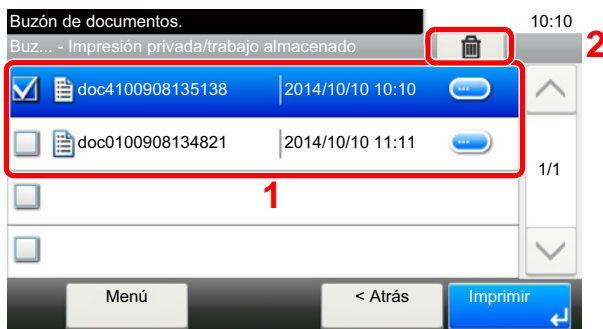 Buzón de documentos. 10:10
Buz... - Impresión privada/trabajo almacenado 2
doc4100908135138 2014/10/10 10:10 ...
doc0100908134821 2014/10/10 11:11 ...
1/1
1
Menú < Atrás Imprimir